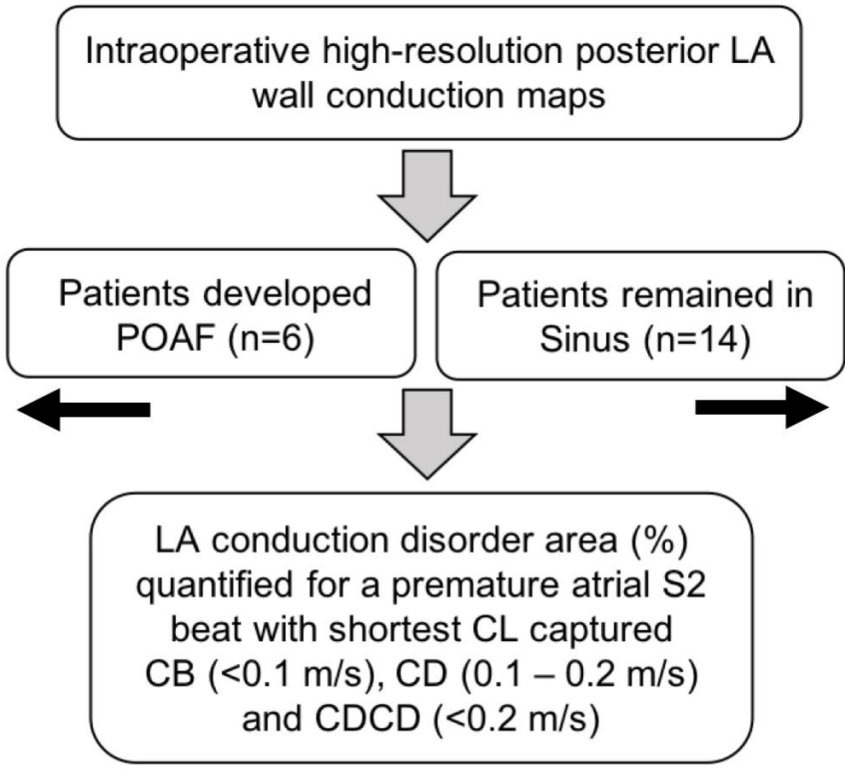 Intraoperative high-resolution posterior LA
wall conduction maps
Patients developed
POAF (n=6)
Patients remained in
Sinus (n=14)
LA conduction disorder area (%)
quantified for a premature atrial S2
beat with shortest CL captured
CB (<0.1 m/s), CD (0.1 – 0.2 m/s)
and CDCD (<0.2 m/s)